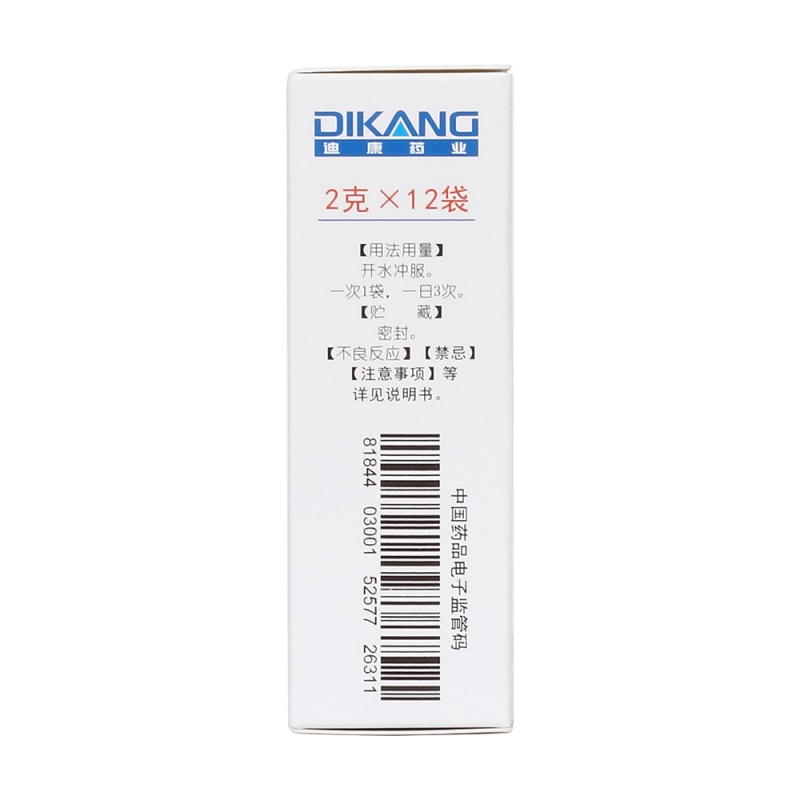 DIKANG
迪康药业
2克×12袋
【用法用量】
开水冲服。
一次1袋，一日3次。
【贮　藏】
密封。
【不良反应】【禁忌】
【注意事项】等
详见说明书。
中国药品电子监管码
81844 03001 52577 26311